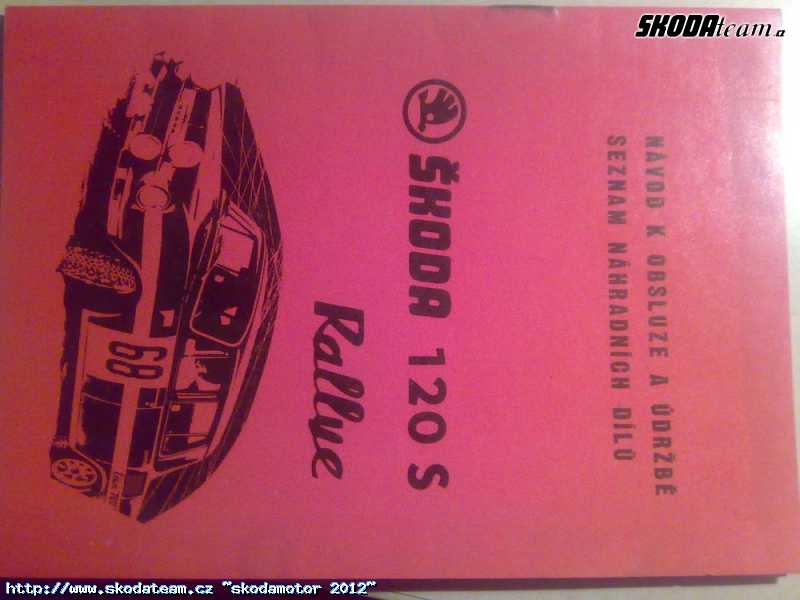 SKODAteam.cz
NÁVOD K OBSLUZE A ÚDRŽBĚ
SEZNAM NÁHRADNÍCH DÍLŮ
ŠKODA 120 S
Rallye
68
http://www.skodateam.cz "skodamotor 2012"